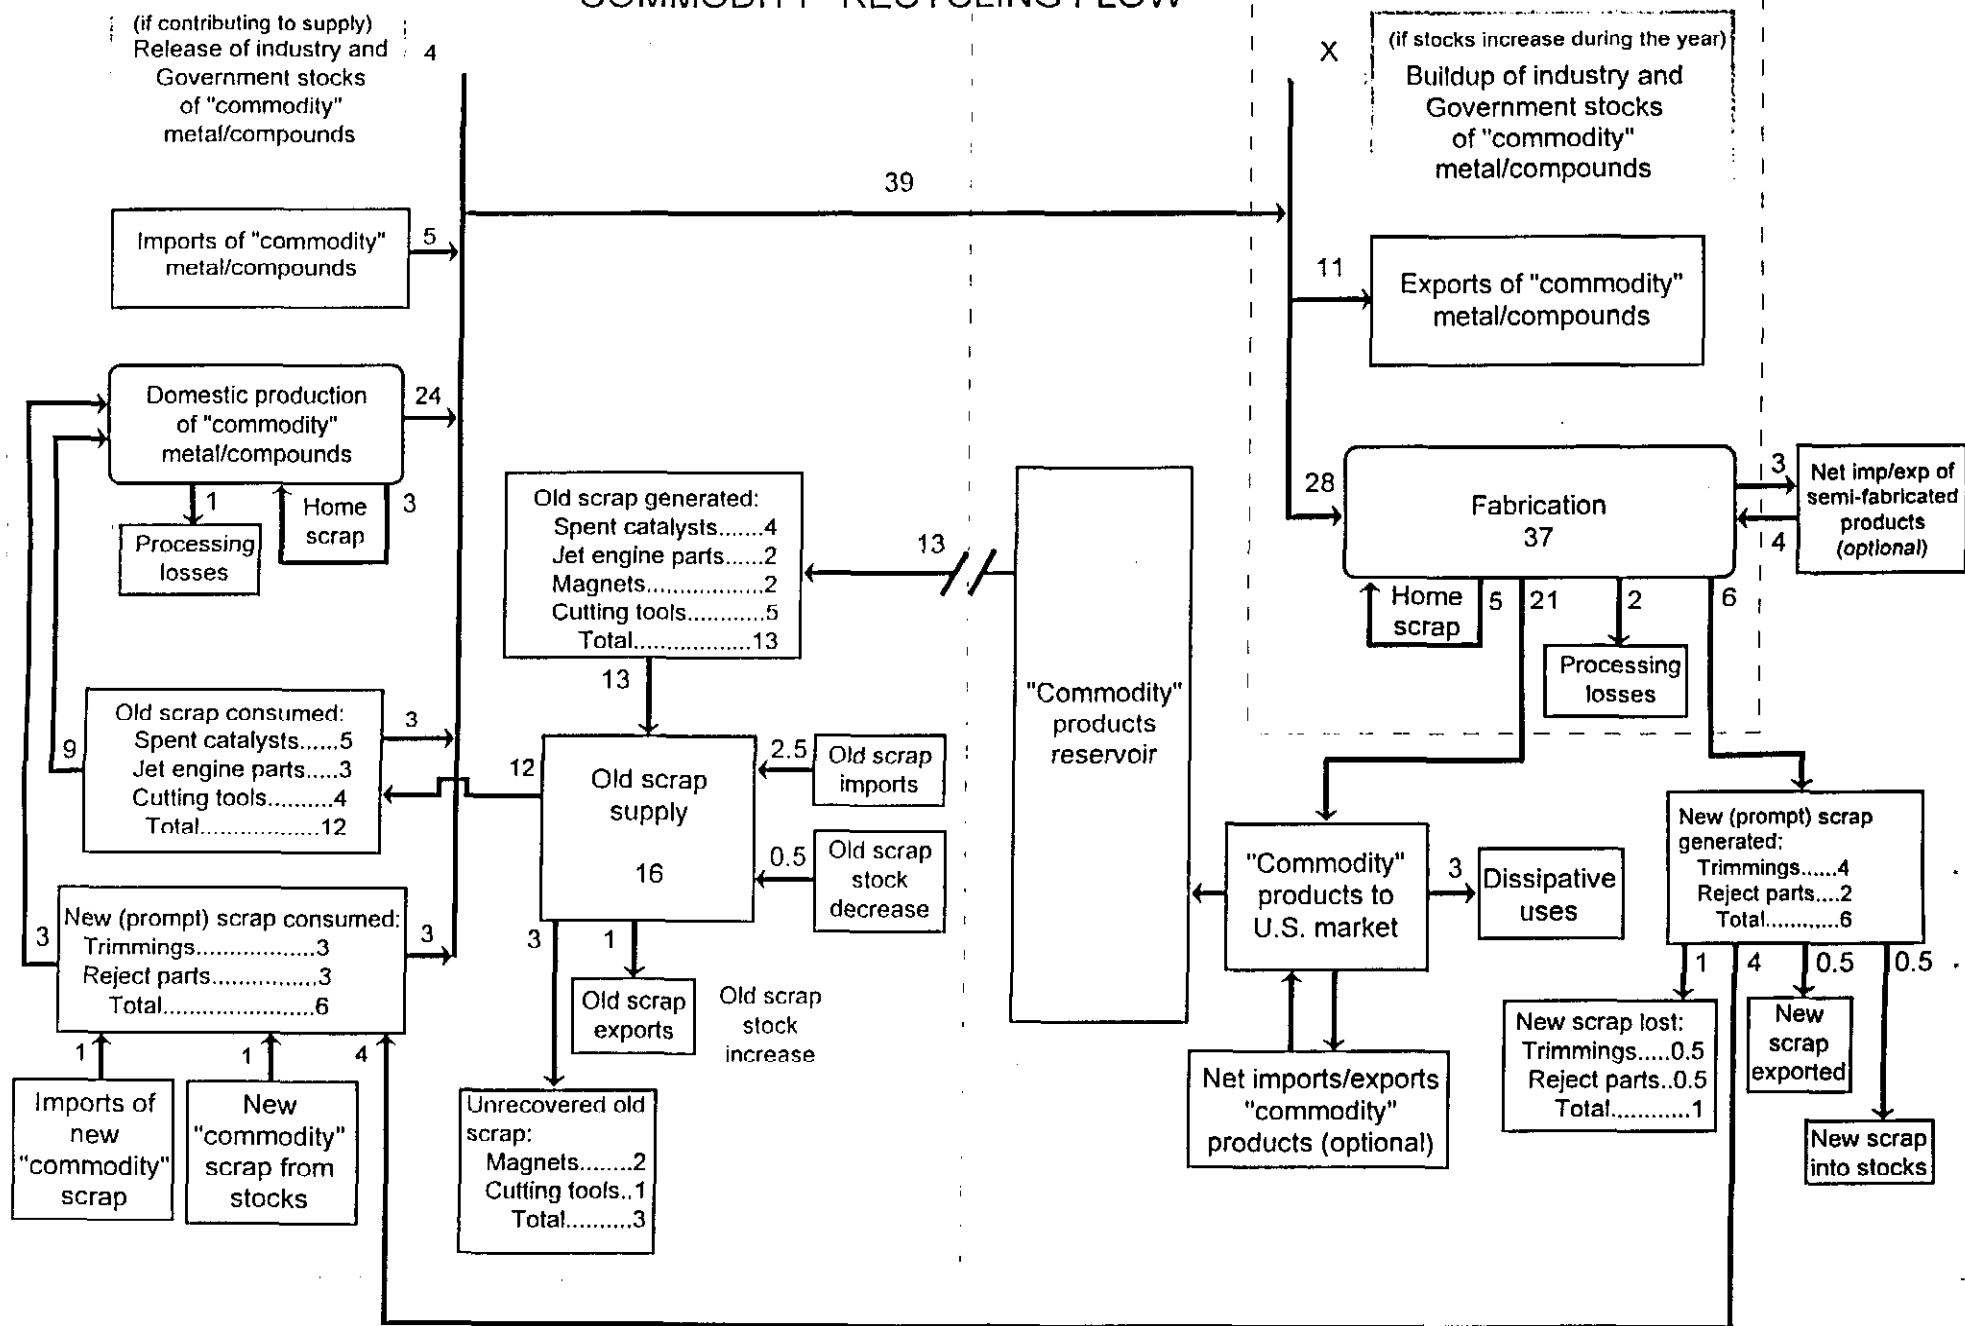 COMMODITY" RECYCLING FLOW
(if contributing to supply)
Release of industry and
Government stocks
of "commodity"
metal/compounds
4
X
(if stocks increase during the year)
Buildup of industry and
Government stocks
of "commodity"
metal/compounds
39
Imports of "commodity"
metal/compounds
5
11
Exports of "commodity"
metal/compounds
Domestic production
of "commodity"
metal/compounds
24
1
Home
scrap
3
Processing
losses
Old scrap generated:
Spent catalysts....4
Jet engine parts.....2
Magnets..................2
Cutting tools............5
Total...................13
13
28
Fabrication
37
3
4
Net imp/exp of
semi-fabricated
products
(optional)
Home
scrap
5
21
2
6
Processing
losses
13
"Commodity"
products
reservoir
Old scrap consumed:
Spent catalysts.....5
Jet engine parts....3
Cutting tools..........4
Total...................12
9
3
12
Old scrap
supply
16
2.5
Old scrap
imports
0.5
Old scrap
stock
decrease
New (prompt) scrap consumed:
Trimmings................3
Reject parts................3
Total.......................6
3
3
3
1
Old scrap
exports
Old scrap
stock
increase
"Commodity"
products to
U.S. market
3
Dissipative
uses
New (prompt) scrap
generated:
Trimmings.....4
Reject parts...2
Total............6
1
4
0.5
0.5
1
1
4
Imports of
new
"commodity"
scrap
New
"commodity"
scrap from
stocks
Unrecovered old
scrap:
Magnets.......2
Cutting tools..1
Total..........3
Net imports/exports
"commodity"
products (optional)
New scrap lost:
Trimmings.....0.5
Reject parts..0.5
Total............1
New
scrap
exported
New scrap
into stocks